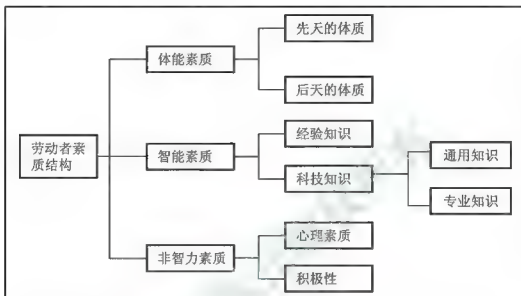 先天的体质
体能素质
后天的体质
劳动者素
质结构
经验知识
智能素质
通用知识
科技知识
专业知识
心理素质
非智力素质
积极性